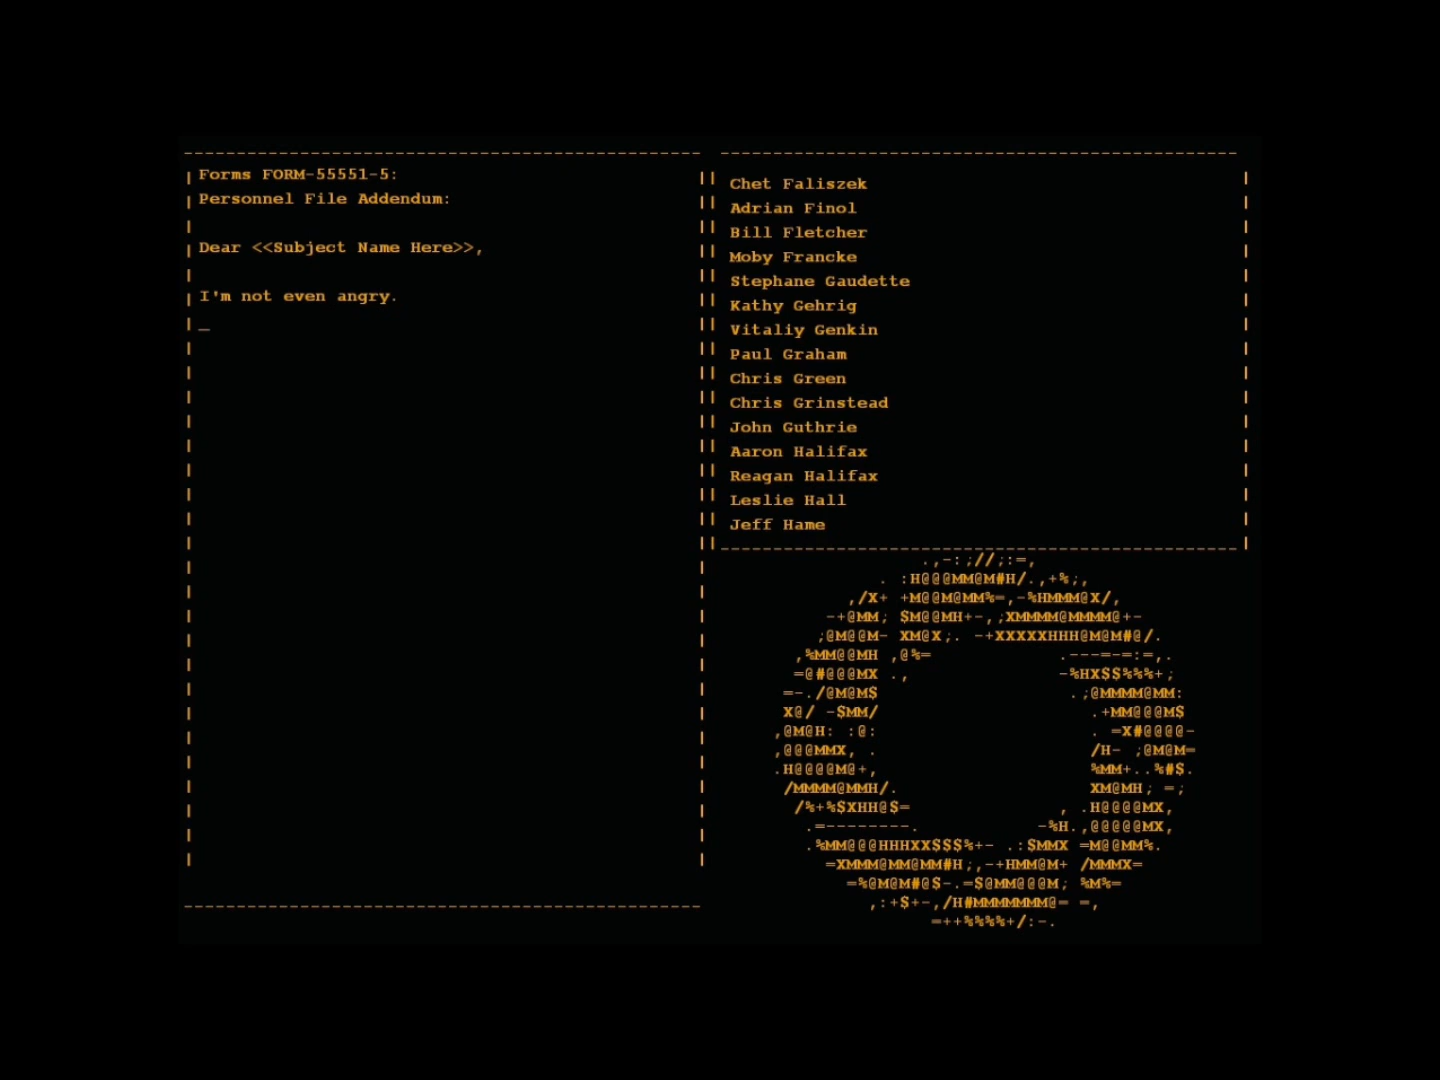 Forms FORM-55551-5:
Personnel File Addendum:
Dear <<Subject Name Here>>,
I'm not even angry.
_
Chet Faliszek
Adrian Finol
Bill Fletcher
Moby Francke
Stephane Gaudette
Kathy Gehrig
Vitaliy Genkin
Paul Graham
Chris Green
Chris Grinstead
John Guthrie
Aaron Halifax
Reagan Halifax
Leslie Hall
Jeff Hame